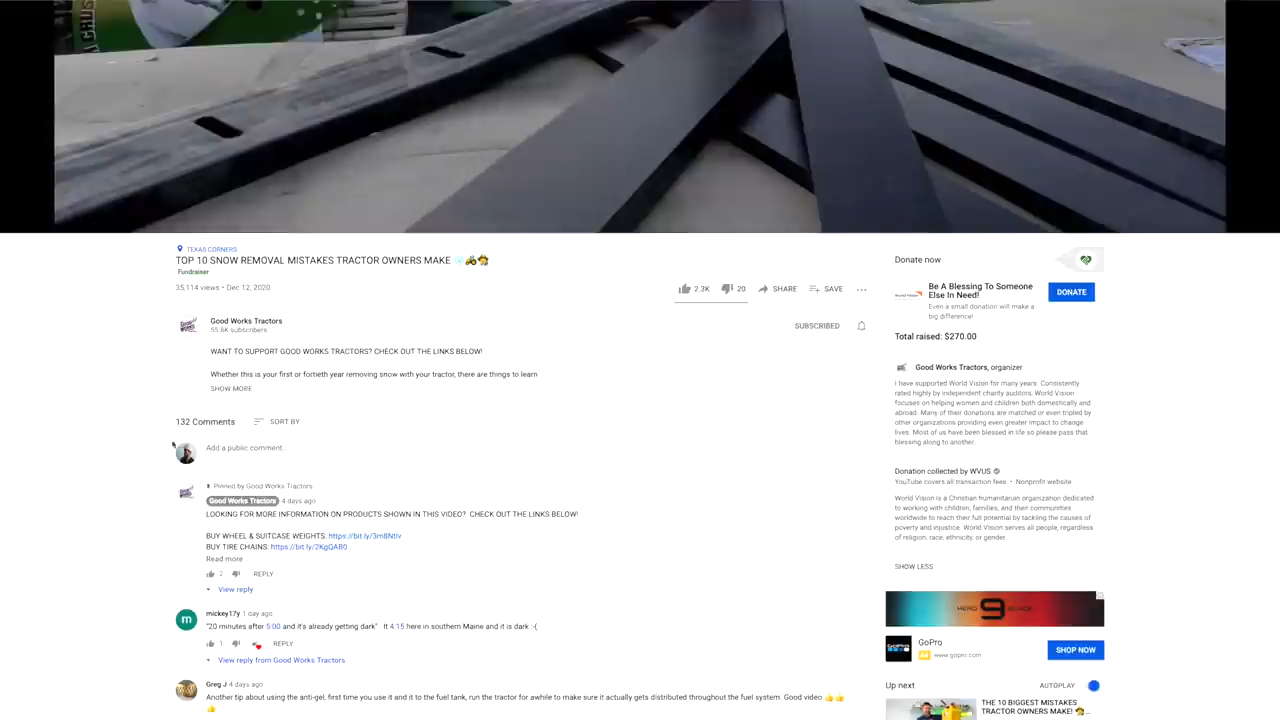 TEXAS CORNERS
TOP 10 SNOW REMOVAL MISTAKES TRACTOR OWNERS MAKE
Fundraiser
35,114 views • Dec 12, 2020
2.3K 20 SHARE SAVE
Good Works Tractors
55.8K subscribers
SUBSCRIBED
WANT TO SUPPORT GOOD WORKS TRACTORS? CHECK OUT THE LINKS BELOW!
Whether this is your first or fortieth year removing snow with your tractor, there are things to learn
SHOW MORE
132 Comments SORT BY
Add a public comment...
Pinned by Good Works Tractors
Good Works Tractors 4 days ago
LOOKING FOR MORE INFORMATION ON PRODUCTS SHOWN IN THIS VIDEO? CHECK OUT THE LINKS BELOW!
BUY WHEEL & SUITCASE WEIGHTS: https://bit.ly/3m8NtIv
BUY TIRE CHAINS: https://bit.ly/2KgQAB0
Read more
2 REPLY
View reply
m
mickey17y 1 day ago
"20 minutes after 5:00 and it's already getting dark" It 4:15 here in southern Maine and it is dark :-(
1 REPLY
View reply from Good Works Tractors
Greg J 4 days ago
Another tip about using the anti-gel, first time you use it and it to the fuel tank, run the tractor for awhile to make sure it actually gets distributed throughout the fuel system. Good video
Donate now
Be A Blessing To Someone
Else In Need!
Even a small donation will make a
big difference!
DONATE
Total raised: $270.00
Good Works Tractors, organizer
I have supported World Vision for many years. Consistently
rated highly by independent charity auditors, World Vision
focuses on helping women and children both domestically and
abroad. Many of their donations are matched or even tripled by
other organizations providing even greater impact to change
lives. Most of us have been blessed in life so please pass that
blessing along to another.
Donation collected by WVUS
YouTube covers all transaction fees • Nonprofit website
World Vision is a Christian humanitarian organization dedicated
to working with children, families, and their communities
worldwide to reach their full potential by tackling the causes of
poverty and injustice. World Vision serves all people, regardless
of religion, race, ethnicity, or gender.
SHOW LESS
HERO 9 BLACK
GoPro
Ad www.gopro.com
SHOP NOW
Up next AUTOPLAY
THE 10 BIGGEST MISTAKES
TRACTOR OWNERS MAKE!